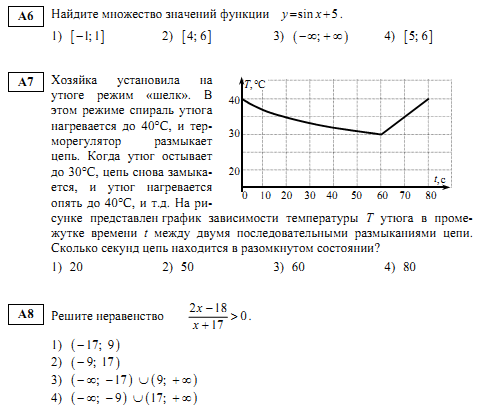 А6 Найдите множество значений функции y=sin x+5.
1) [−1; 1] 2) [4; 6] 3) (−∞; +∞) 4) [5; 6]
А7 Хозяйка установила на
утюге режим «шелк». В
этом режиме спираль утюга
нагревается до 40°С, и тер-
морегулятор размыкает
цепь. Когда утюг остывает
до 30°С, цепь снова замыка-
ется, и утюг нагревается
опять до 40°С, и т.д. На ри-
T, °C
40
30
20
0 10 20 30 40 50 60 70 80
t, c
сунке представлен график зависимости температуры T утюга в проме-
жутке времени t между двумя последовательными размыканиями цепи.
Сколько секунд цепь находится в разомкнутом состоянии?
1) 20 2) 50 3) 60 4) 80
А8 Решите неравенство (2x−18)/(x+17) > 0.
1) (−17; 9)
2) (−9; 17)
3) (−∞; −17) ∪ (9; +∞)
4) (−∞; −9) ∪ (17; +∞)